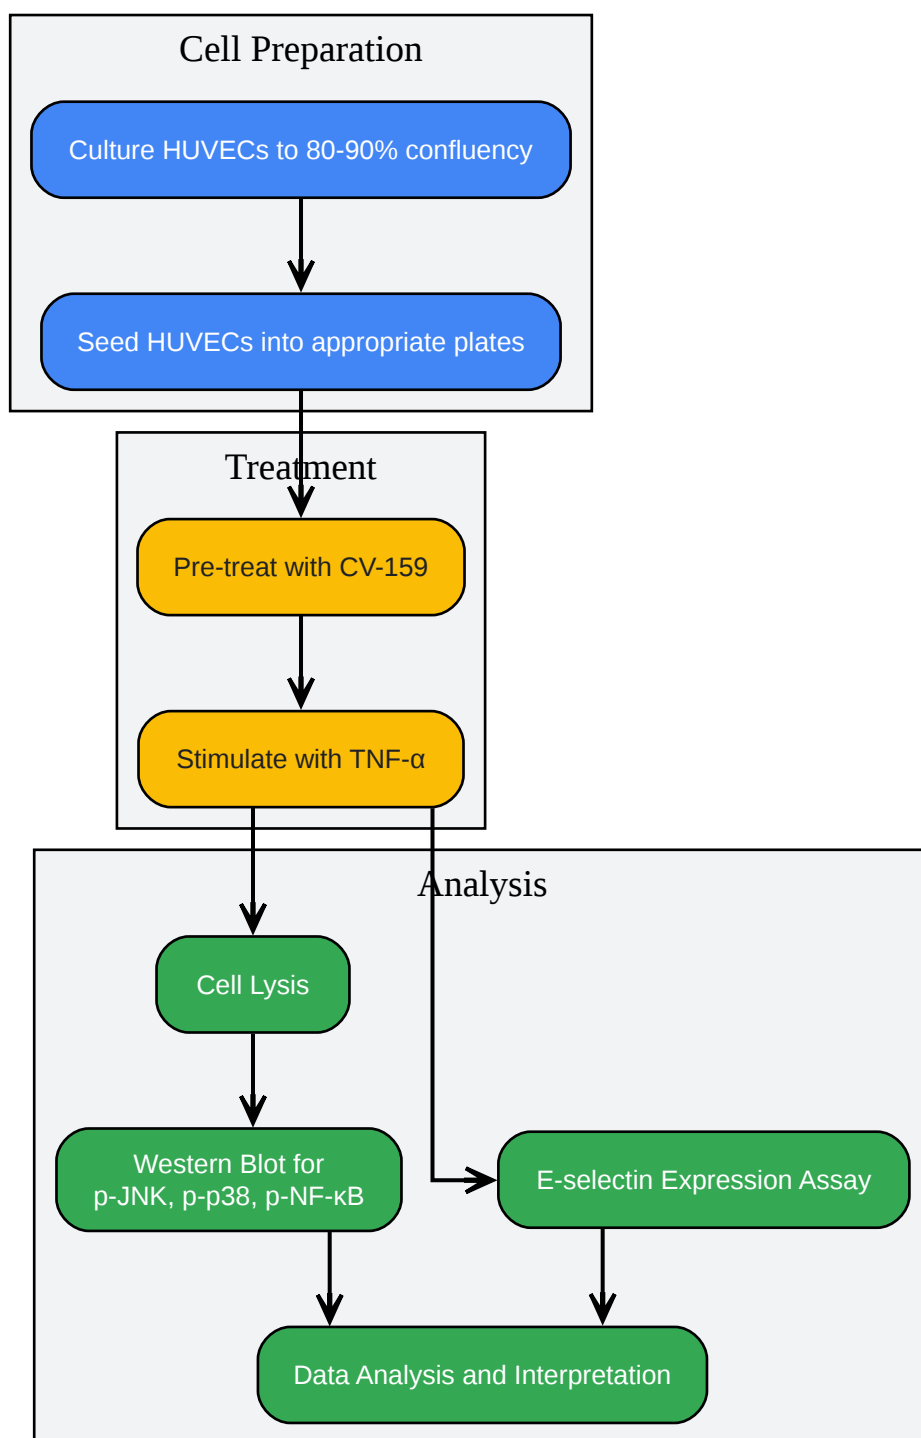 Cell Preparation
Culture HUVECs to 80-90% confluency
Seed HUVECs into appropriate plates
Treatment
Pre-treat with CV-159
Stimulate with TNF-α
Analysis
Cell Lysis
Western Blot for
p-JNK, p-p38, p-NF-κB
E-selectin Expression Assay
Data Analysis and Interpretation